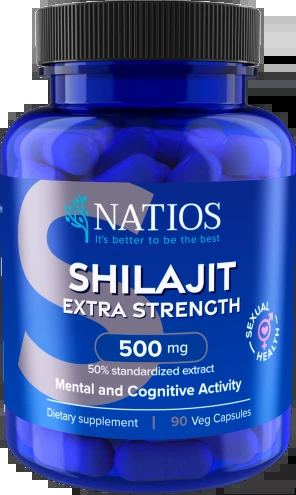 NATIOS
It's better to be the best
SHILAJIT
EXTRA STRENGTH
500 mg
50% standardized extract
Mental and Cognitive Activity
Dietary supplement | 90 Veg Capsules
SEXUAL
HEALTH
S